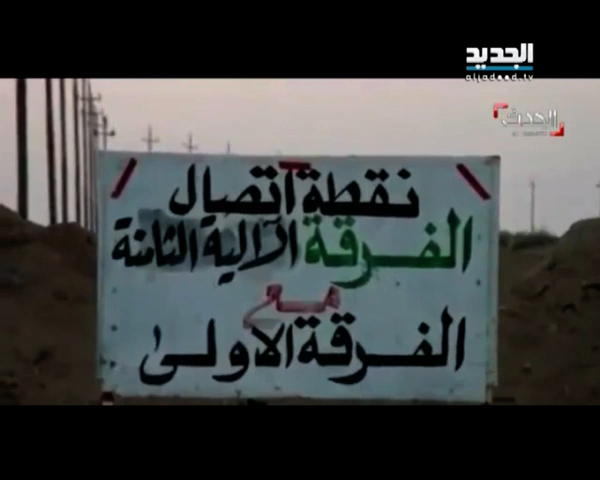 الجديد
aljadeed.tv
الحدث
نقطة اتصال
الفرقة الآلية الثامنة
مع
الفرقة الاولى